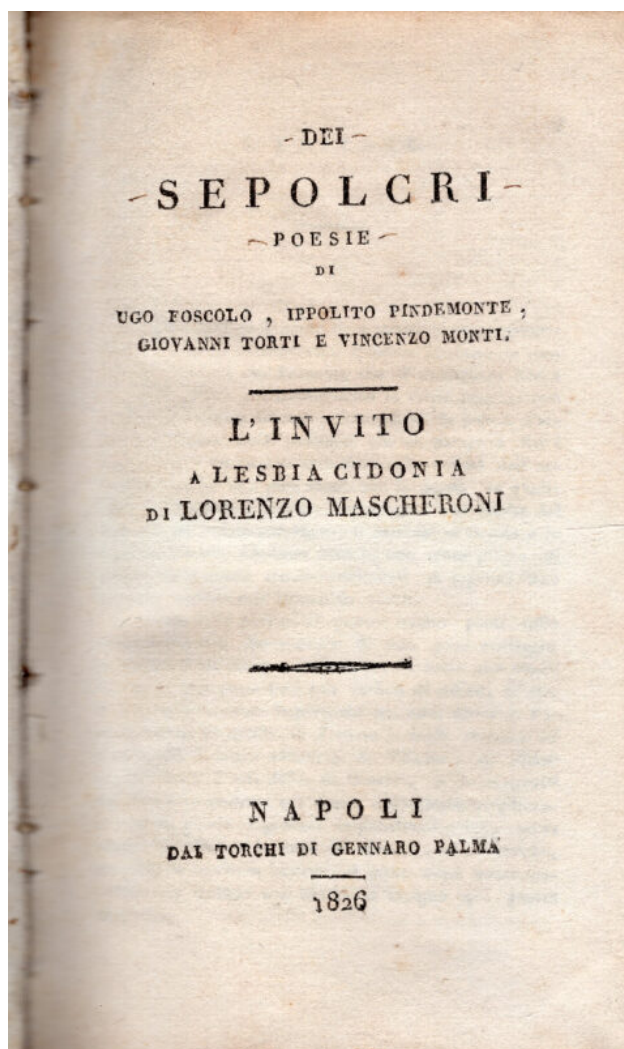 DEI
SEPOLCRI
POESIE
DI
UGO FOSCOLO , IPPOLITO PINDEMONTE ,
GIOVANNI TORTI E VINCENZO MONTI.
L'INVITO
A LESBIA CIDONIA
DI LORENZO MASCHERONI
NAPOLI
DAI TORCHI DI GENNARO PALMA
1826